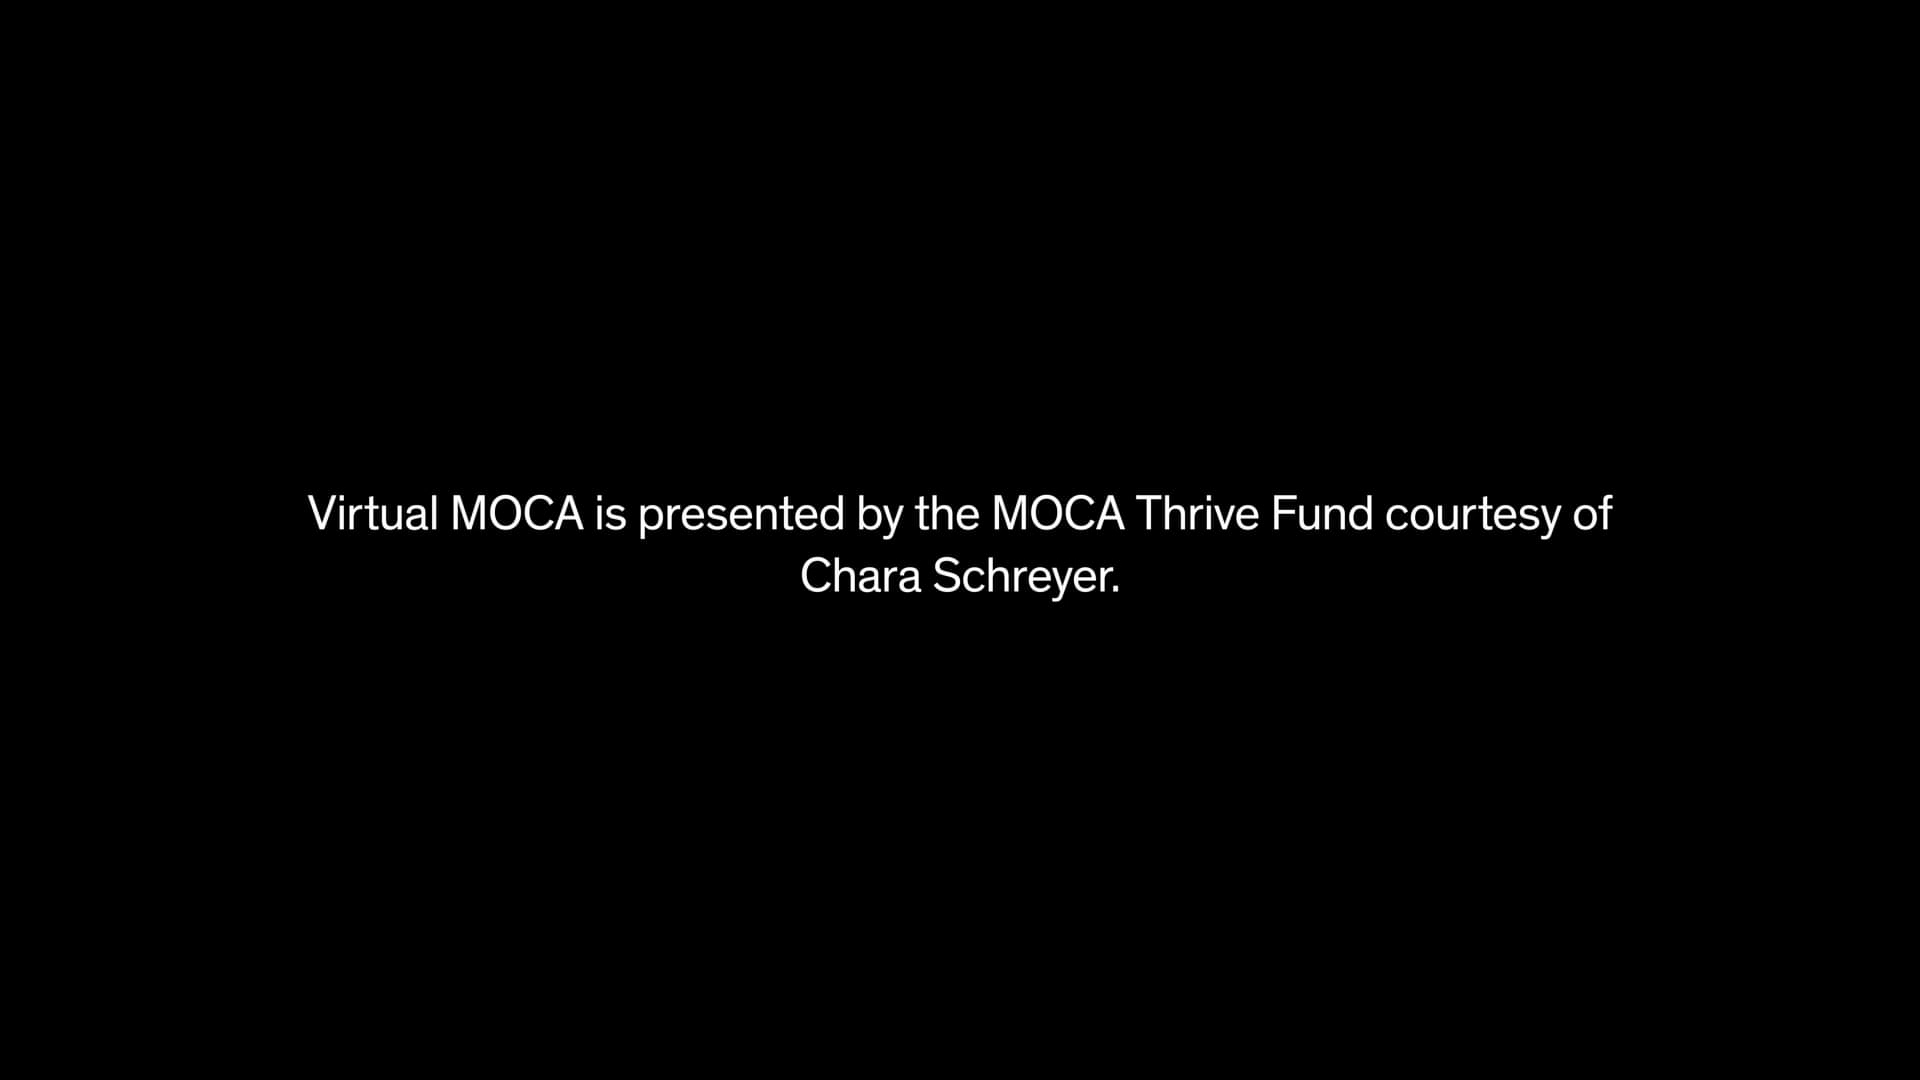 Virtual MOCA is presented by the MOCA Thrive Fund courtesy of
Chara Schreyer.